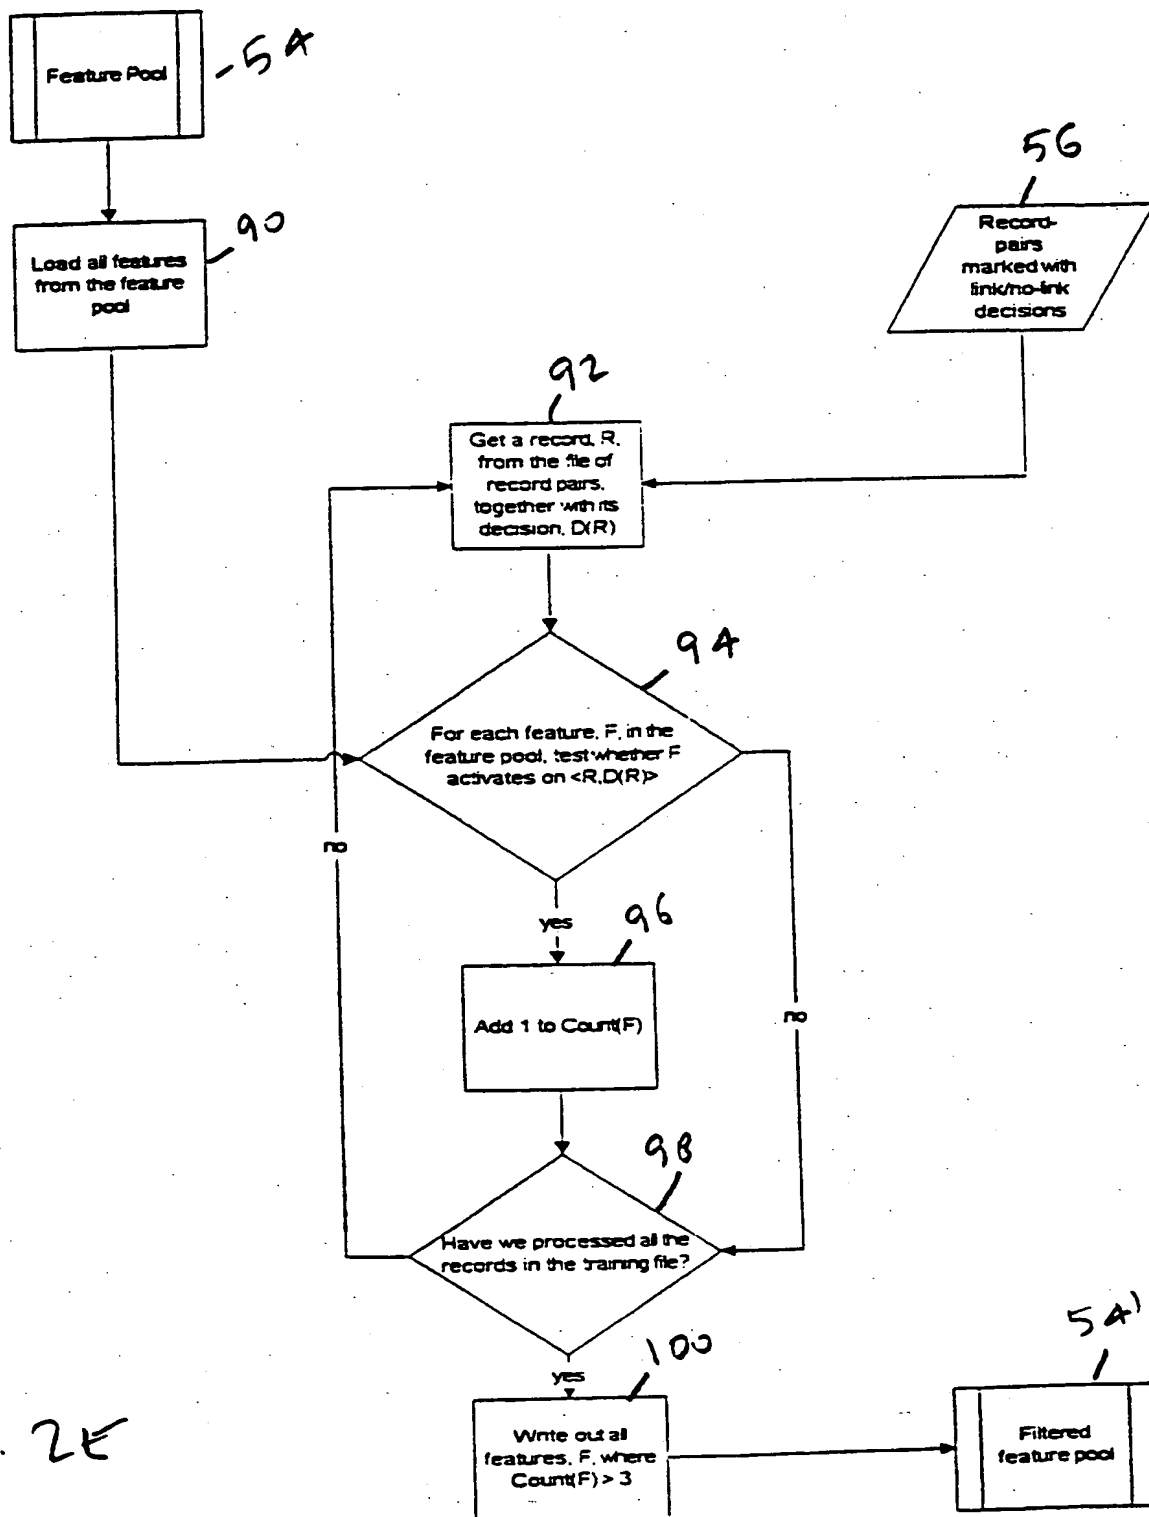 Feature Pool
54
90
Load all features
from the feature
pool
56
Record-
pairs
marked with
link/no-link
decisions
92
Get a record, R,
from the file of
record pairs,
together with its
decision, D(R)
94
For each feature, F, in the
feature pool, test whether F
activates on <R,D(R)>
no
yes
96
Add 1 to Count(F)
no
98
Have we processed all the
records in the training file?
yes
100
Write out all
features, F, where
Count(F) > 3
54'
Filtered
feature pool
. 2E